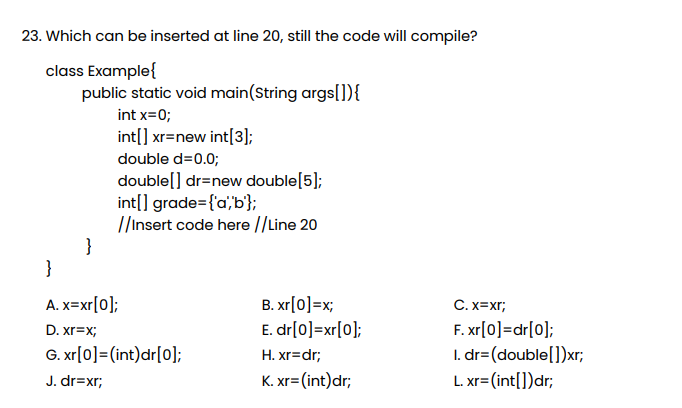 23. Which can be inserted at line 20, still the code will compile?
class Example{
public static void main(String args[]){
int x=0;
int[] xr=new int[3];
double d=0.0;
double[] dr=new double[5];
int[] grade={'a','b'};
//Insert code here //Line 20
}
}
A. x=xr[0]; B. xr[0]=x; C. x=xr;
D. xr=x; E. dr[0]=xr[0]; F. xr[0]=dr[0];
G. xr[0]=(int)dr[0]; H. xr=dr; I. dr=(double[])xr;
J. dr=xr; K. xr=(int)dr; L. xr=(int[])dr;